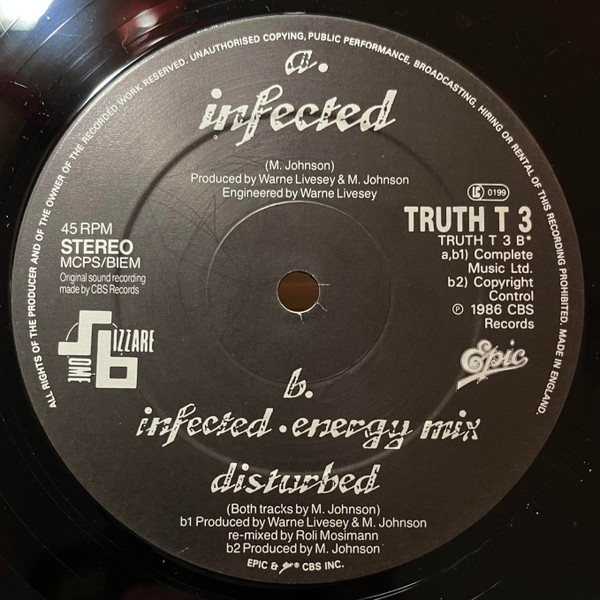 ALL RIGHTS OF THE PRODUCER AND OF THE OWNER OF THE RECORDED WORK RESERVED. UNAUTHORISED COPYING, PUBLIC PERFORMANCE, BROADCASTING, HIRING OR RENTAL OF THIS RECORDING PROHIBITED. MADE IN ENGLAND.
a.
infected
(M. Johnson)
Produced by Warne Livesey & M. Johnson
Engineered by Warne Livesey
45 RPM
STEREO
MCPS/BIEM
Original sound recording
made by CBS Records
SOME BIZZARE
LC 0199
TRUTH T 3
TRUTH T 3 B*
a,b1) Complete
Music Ltd.
b2) Copyright
Control
℗ 1986 CBS
Records
Epic
b.
infected • energy mix
disturbed
(Both tracks by M. Johnson)
b1 Produced by Warne Livesey & M. Johnson
re-mixed by Roli Mosimann
b2 Produced by M. Johnson
EPIC & Epic ® CBS INC.